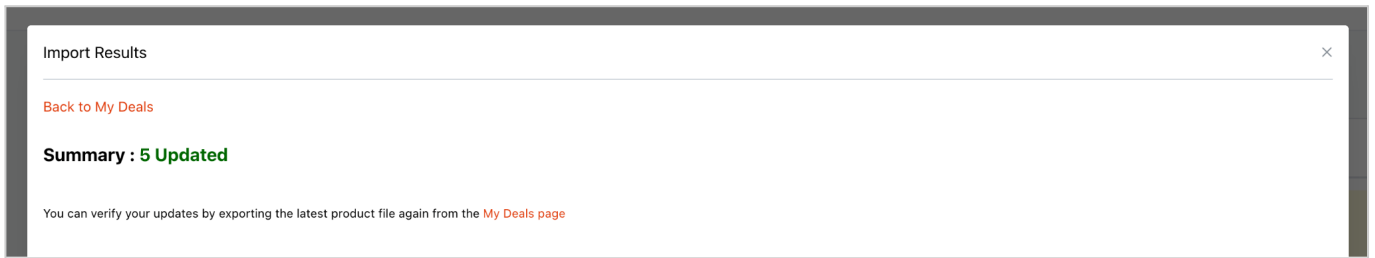 Import Results
Back to My Deals
Summary : 5 Updated
You can verify your updates by exporting the latest product file again from the My Deals page